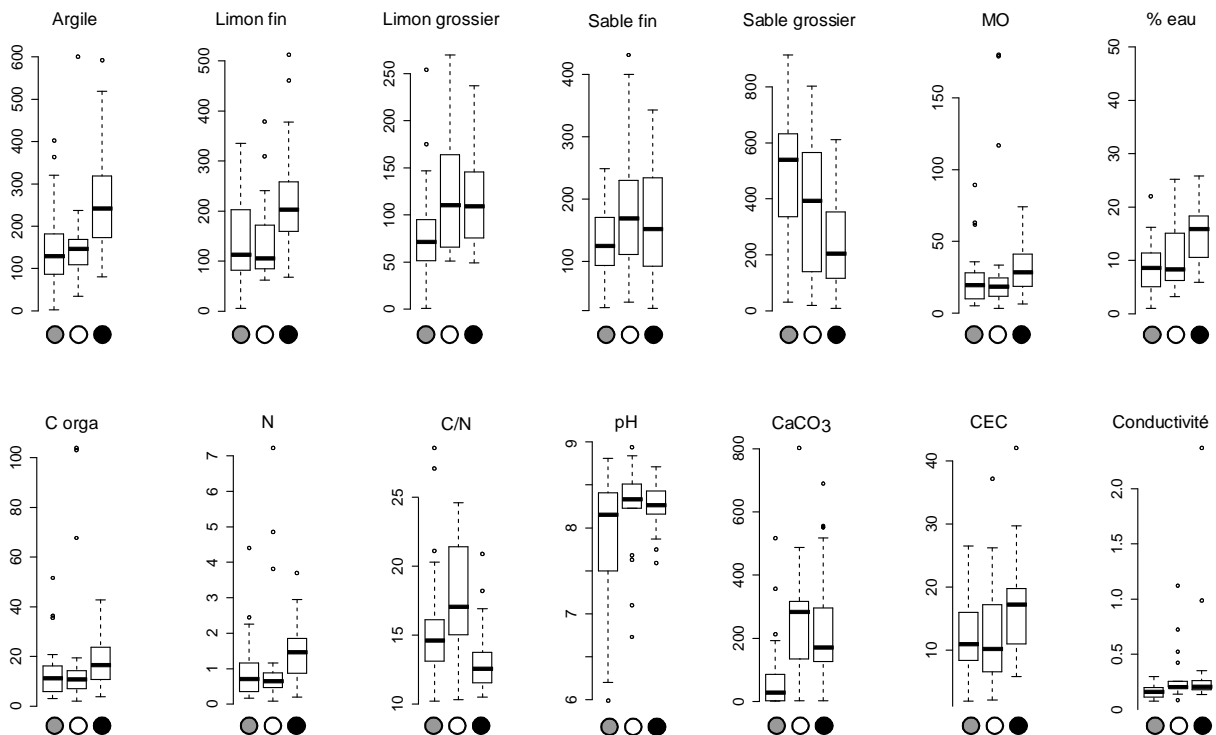 Argile Limon fin Limon grossier Sable fin Sable grossier MO % eau
0 100 200 300 400 500 600
0 100 200 300 400 500
0 50 100 150 200 250
100 200 300 400
0 200 400 600 800
0 50 100 150
0 10 20 30 40 50
C orga N C/N pH CaCO3 CEC Conductivité
0 20 40 60 80 100
0 1 2 3 4 5 6 7
10 15 20 25
6 7 8 9
0 200 400 600 800
10 20 30 40
0.0 0.5 1.0 1.5 2.0